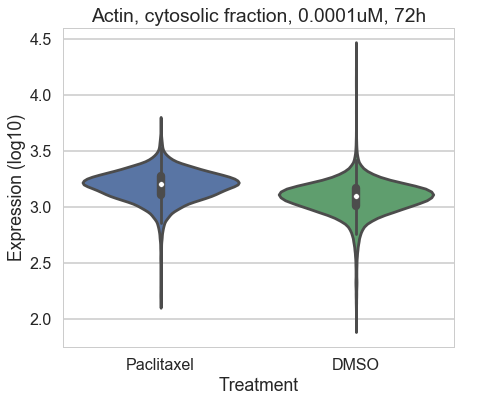 Actin, cytosolic fraction, 0.0001uM, 72h
4.5
4.0
3.5
3.0
2.5
2.0
Expression (log10)
Paclitaxel
DMSO
Treatment